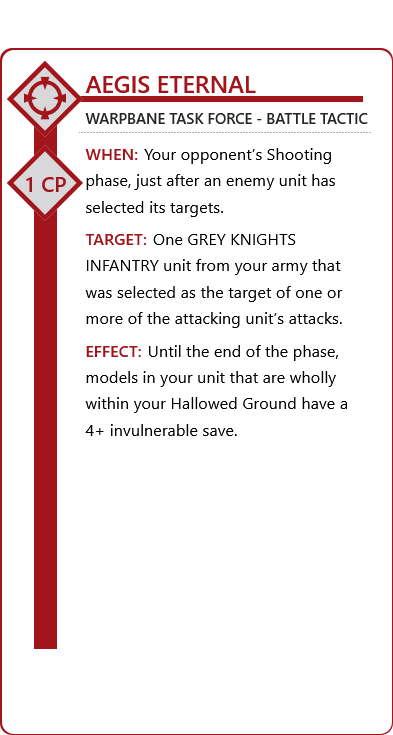 AEGIS ETERNAL
WARPBANE TASK FORCE - BATTLE TACTIC
1 CP
WHEN: Your opponent’s Shooting
phase, just after an enemy unit has
selected its targets.
TARGET: One GREY KNIGHTS
INFANTRY unit from your army that
was selected as the target of one or
more of the attacking unit’s attacks.
EFFECT: Until the end of the phase,
models in your unit that are wholly
within your Hallowed Ground have a
4+ invulnerable save.